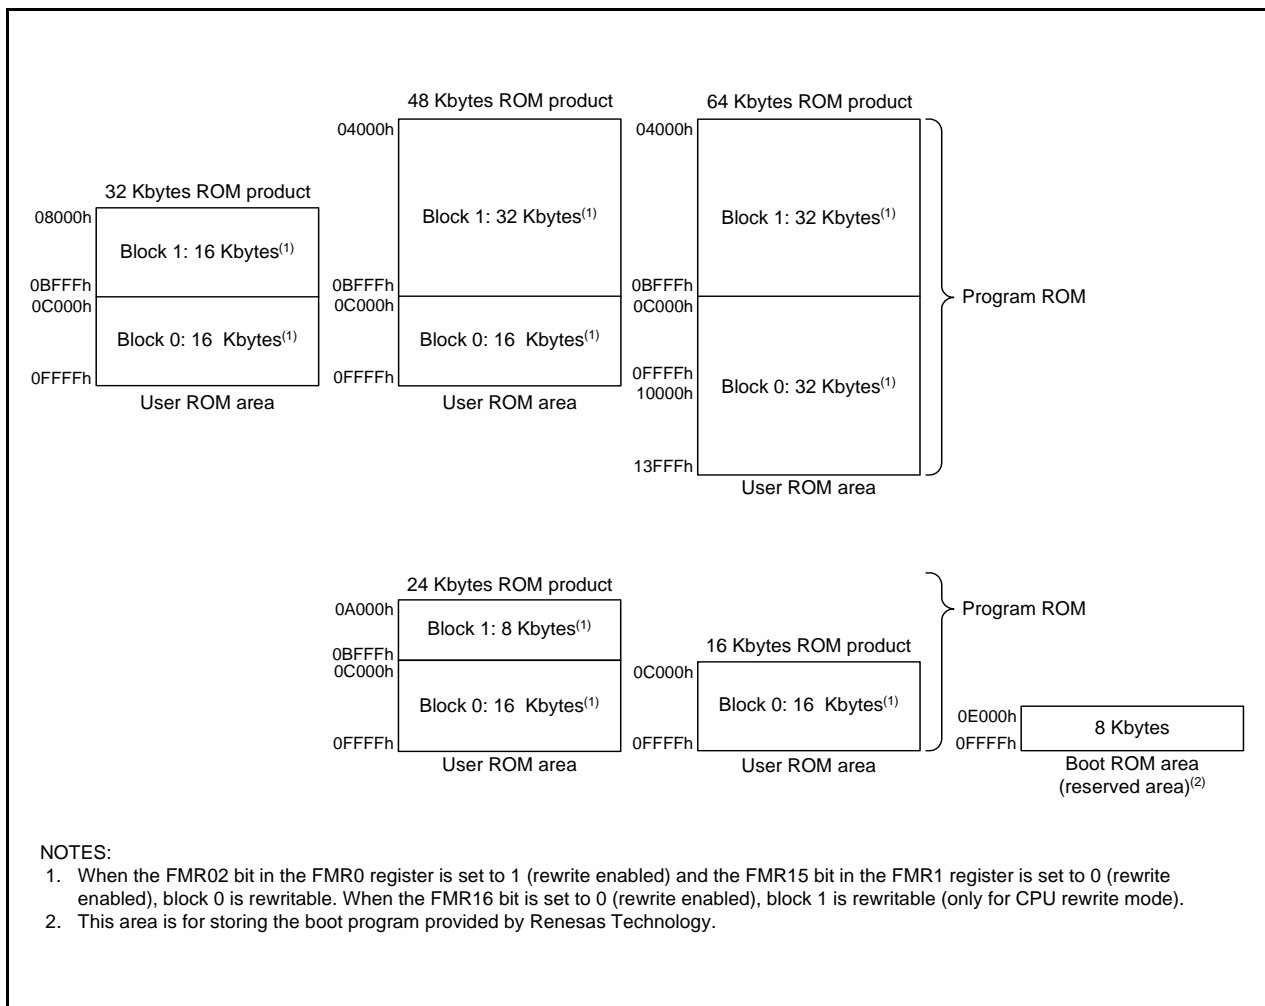 48 Kbytes ROM product
64 Kbytes ROM product
04000h
04000h
32 Kbytes ROM product
08000h
Block 1: 16 Kbytes(1)
Block 1: 32 Kbytes(1)
Block 1: 32 Kbytes(1)
0BFFFh
0C000h
0BFFFh
0C000h
0BFFFh
0C000h
Program ROM
Block 0: 16 Kbytes(1)
Block 0: 16 Kbytes(1)
0FFFFh
10000h
Block 0: 32 Kbytes(1)
0FFFFh
User ROM area
0FFFFh
User ROM area
13FFFh
User ROM area
24 Kbytes ROM product
0A000h
Block 1: 8 Kbytes(1)
Program ROM
0BFFFh
0C000h
16 Kbytes ROM product
0C000h
Block 0: 16 Kbytes(1)
Block 0: 16 Kbytes(1)
0E000h
8 Kbytes
0FFFFh
0FFFFh
0FFFFh
User ROM area
User ROM area
Boot ROM area
(reserved area)(2)
NOTES:
1. When the FMR02 bit in the FMR0 register is set to 1 (rewrite enabled) and the FMR15 bit in the FMR1 register is set to 0 (rewrite
enabled), block 0 is rewritable. When the FMR16 bit is set to 0 (rewrite enabled), block 1 is rewritable (only for CPU rewrite mode).
2. This area is for storing the boot program provided by Renesas Technology.